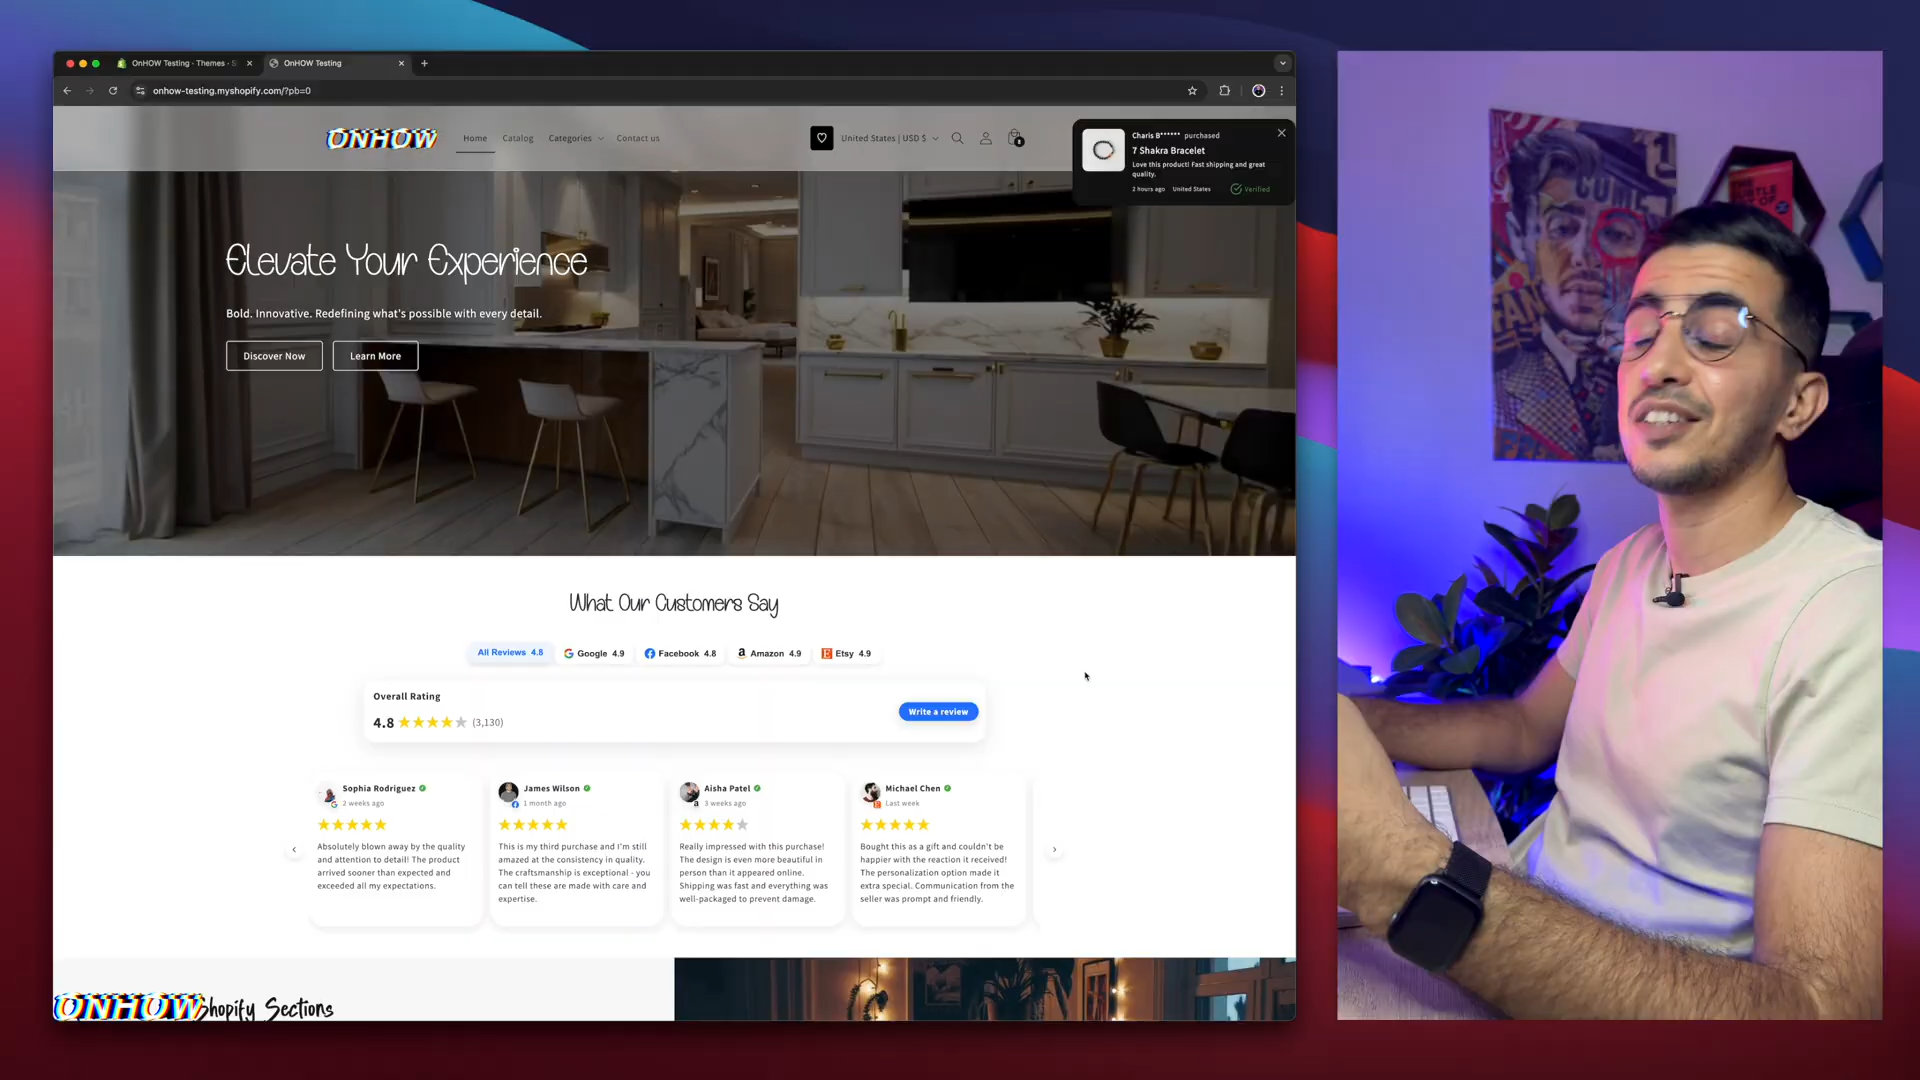 OnHOW Testing - Themes - S
OnHOW Testing
onhow-testing.myshopify.com/?pb=0
ONHOW
Home
Catalog
Categories
Contact us
United States | USD $
Charis B****** purchased
7 Shakra Bracelet
Love this product! Fast shipping and great
quality.
2 hours ago United States Verified
Elevate Your Experience
Bold. Innovative. Redefining what's possible with every detail.
Discover Now
Learn More
What Our Customers Say
All Reviews 4.8
Google 4.9
Facebook 4.8
Amazon 4.9
Etsy 4.9
Overall Rating
4.8 (3,130)
Write a review
Sophia Rodriguez
2 weeks ago
Absolutely blown away by the quality
and attention to detail! The product
arrived sooner than expected and
exceeded all my expectations.
James Wilson
1 month ago
This is my third purchase and I'm still
amazed at the consistency in quality.
The craftsmanship is exceptional - you
can tell these are made with care and
expertise.
Aisha Patel
3 weeks ago
Really impressed with this purchase!
The design is even more beautiful in
person than it appeared online.
Shipping was fast and everything was
well-packaged to prevent damage.
Michael Chen
Last week
Bought this as a gift and couldn't be
happier with the reaction it received!
The personalization option made it
extra special. Communication from the
seller was prompt and friendly.
ONHOW Shopify Sections